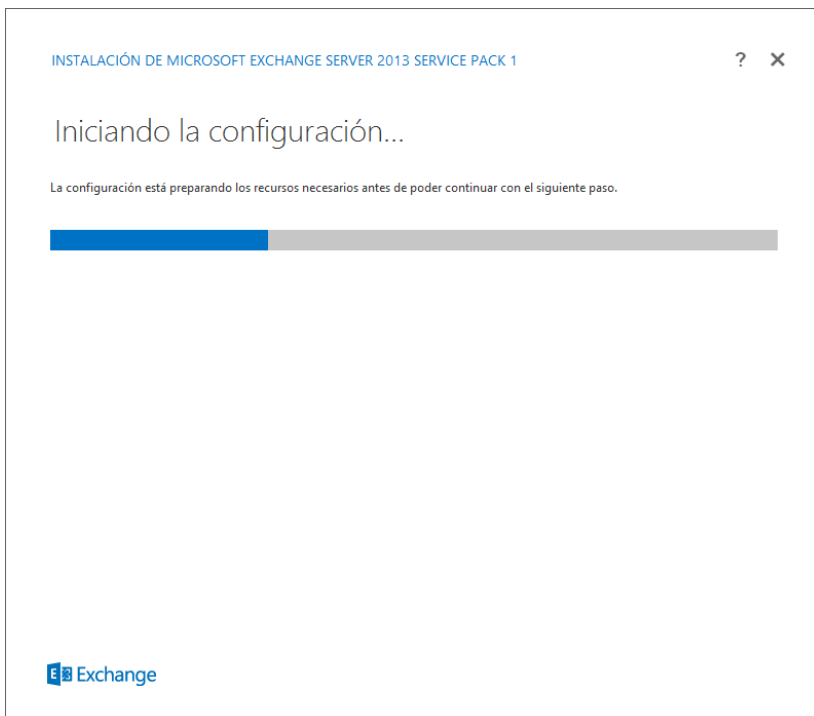 INSTALACIÓN DE MICROSOFT EXCHANGE SERVER 2013 SERVICE PACK 1 ?
Iniciando la configuración...
La configuración está preparando los recursos necesarios antes de poder continuar con el siguiente paso.
Exchange